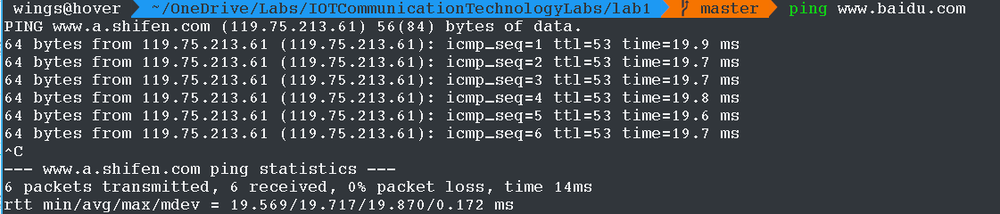 wings@hover ~/OneDrive/Labs/IOTCommunicationTechnologyLabs/lab1 master ping www.baidu.com
PING www.a.shifen.com (119.75.213.61) 56(84) bytes of data.
64 bytes from 119.75.213.61 (119.75.213.61): icmp_seq=1 ttl=53 time=19.9 ms
64 bytes from 119.75.213.61 (119.75.213.61): icmp_seq=2 ttl=53 time=19.7 ms
64 bytes from 119.75.213.61 (119.75.213.61): icmp_seq=3 ttl=53 time=19.7 ms
64 bytes from 119.75.213.61 (119.75.213.61): icmp_seq=4 ttl=53 time=19.8 ms
64 bytes from 119.75.213.61 (119.75.213.61): icmp_seq=5 ttl=53 time=19.6 ms
64 bytes from 119.75.213.61 (119.75.213.61): icmp_seq=6 ttl=53 time=19.7 ms
^C
--- www.a.shifen.com ping statistics ---
6 packets transmitted, 6 received, 0% packet loss, time 14ms
rtt min/avg/max/mdev = 19.569/19.717/19.870/0.172 ms